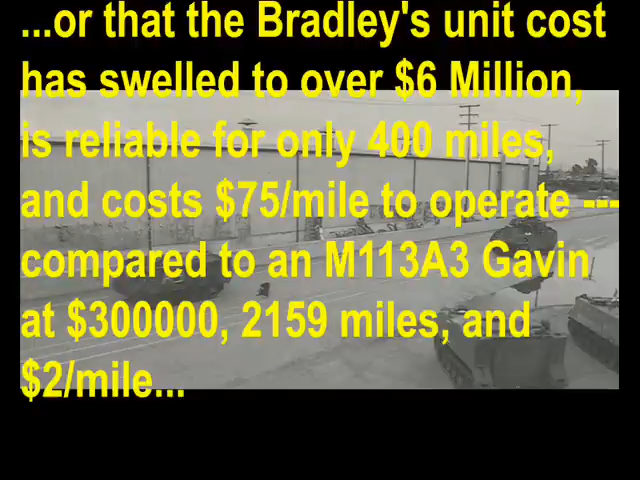 ...or that the Bradley's unit cost
has swelled to over $6 Million,
is reliable for only 400 miles,
and costs $75/mile to operate ---
compared to an M113A3 Gavin
at $300000, 2159 miles, and
$2/mile...